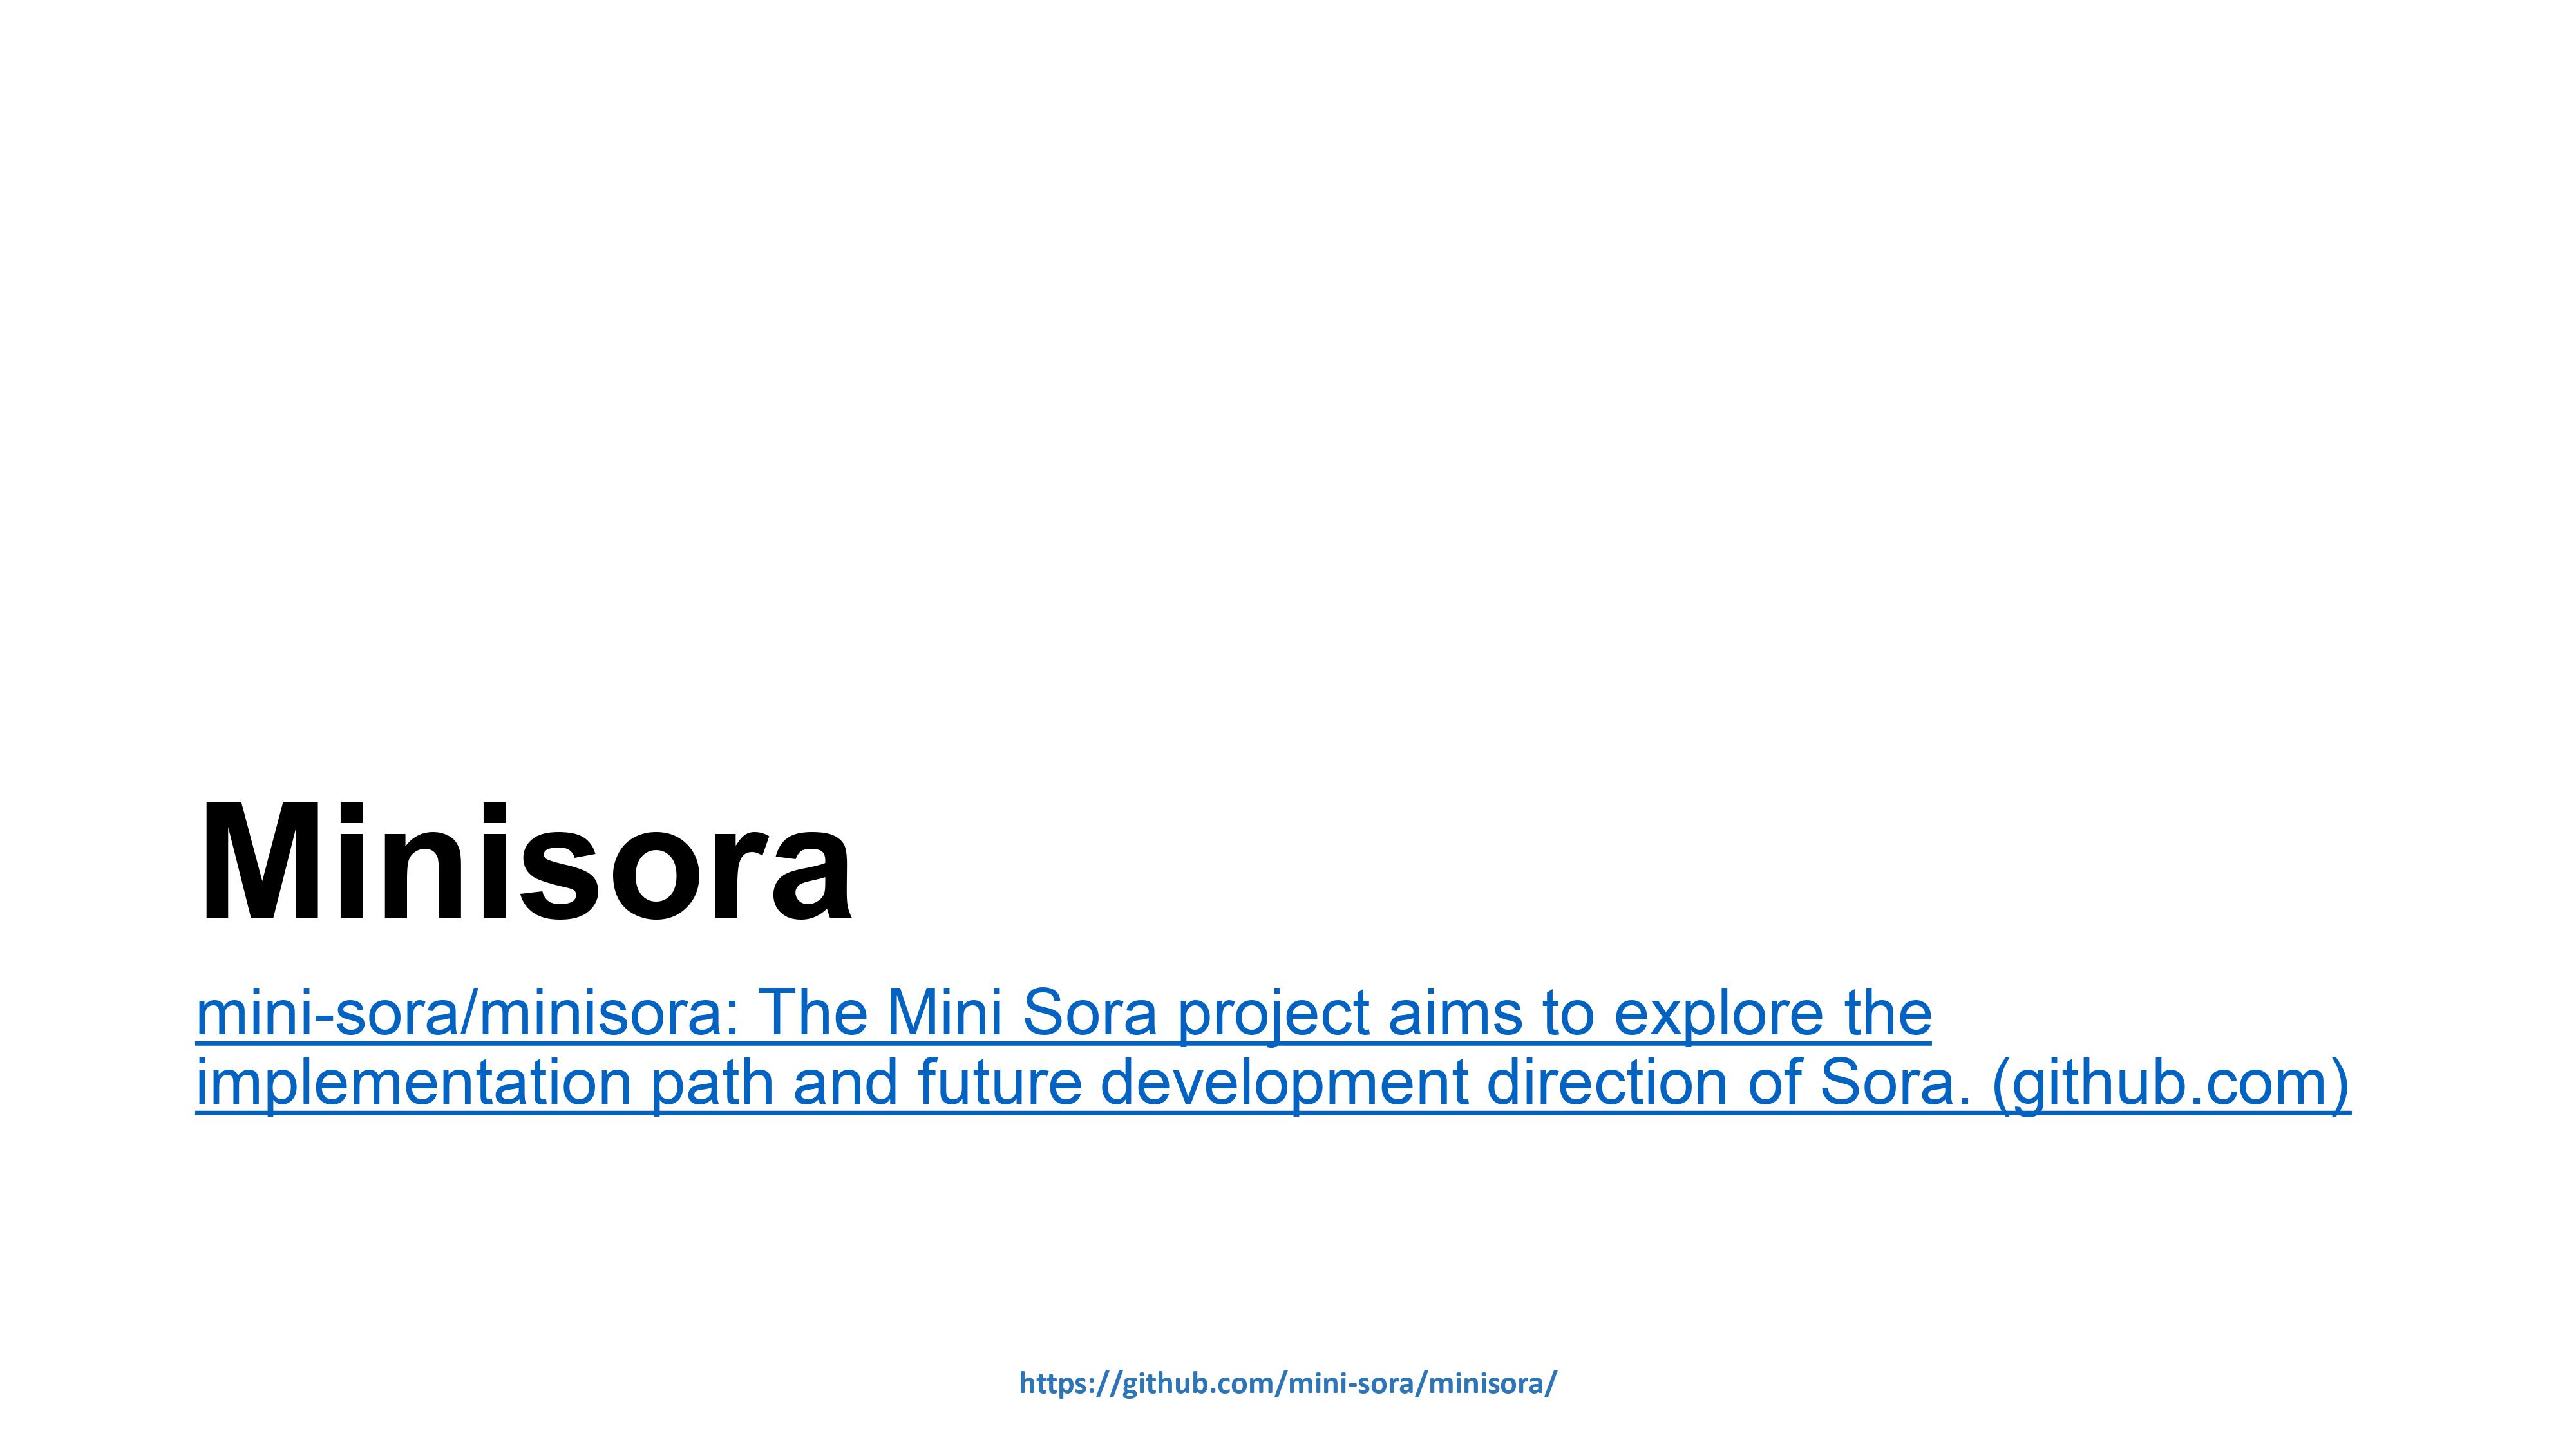 Minisora
mini-sora/minisora: The Mini Sora project aims to explore the
implementation path and future development direction of Sora. (github.com)
https://github.com/mini-sora/minisora/